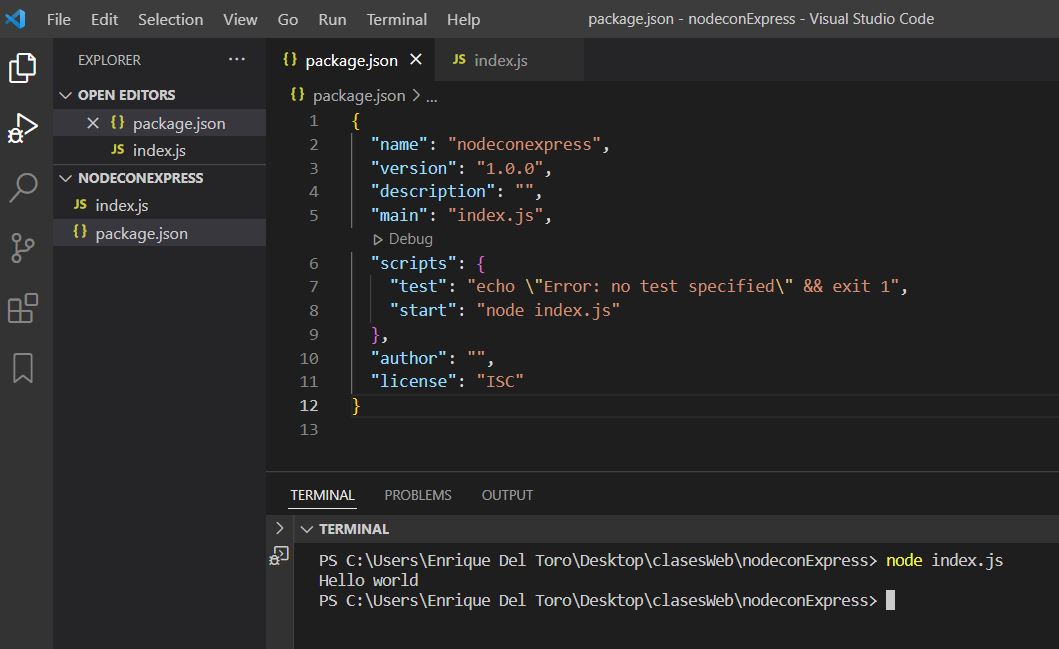 File Edit Selection View Go Run Terminal Help package.json - nodeconExpress - Visual Studio Code
EXPLORER ...
OPEN EDITORS
{} package.json
JS index.js
NODECONEXPRESS
JS index.js
{} package.json
{} package.json JS index.js
{} package.json > ...
1 {
2 "name": "nodeconexpress",
3 "version": "1.0.0",
4 "description": "",
5 "main": "index.js",
Debug
6 "scripts": {
7 "test": "echo \"Error: no test specified\" && exit 1",
8 "start": "node index.js"
9 },
10 "author": "",
11 "license": "ISC"
12 }
13
TERMINAL PROBLEMS OUTPUT
TERMINAL
PS C:\Users\Enrique Del Toro\Desktop\clasesWeb\nodeconExpress> node index.js
Hello world
PS C:\Users\Enrique Del Toro\Desktop\clasesWeb\nodeconExpress>